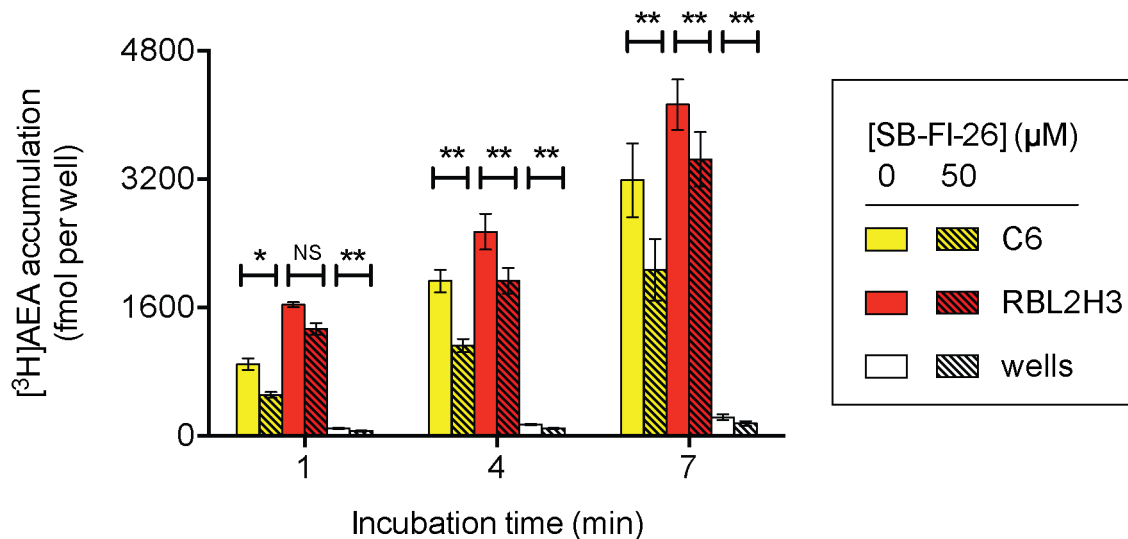 [³H]AEA accumulation
(fmol per well)
4800
3200
1600
0
* NS **
** ** **
** ** **
1 4 7
Incubation time (min)
[SB-FI-26] (µM)
0 50
C6
RBL2H3
wells